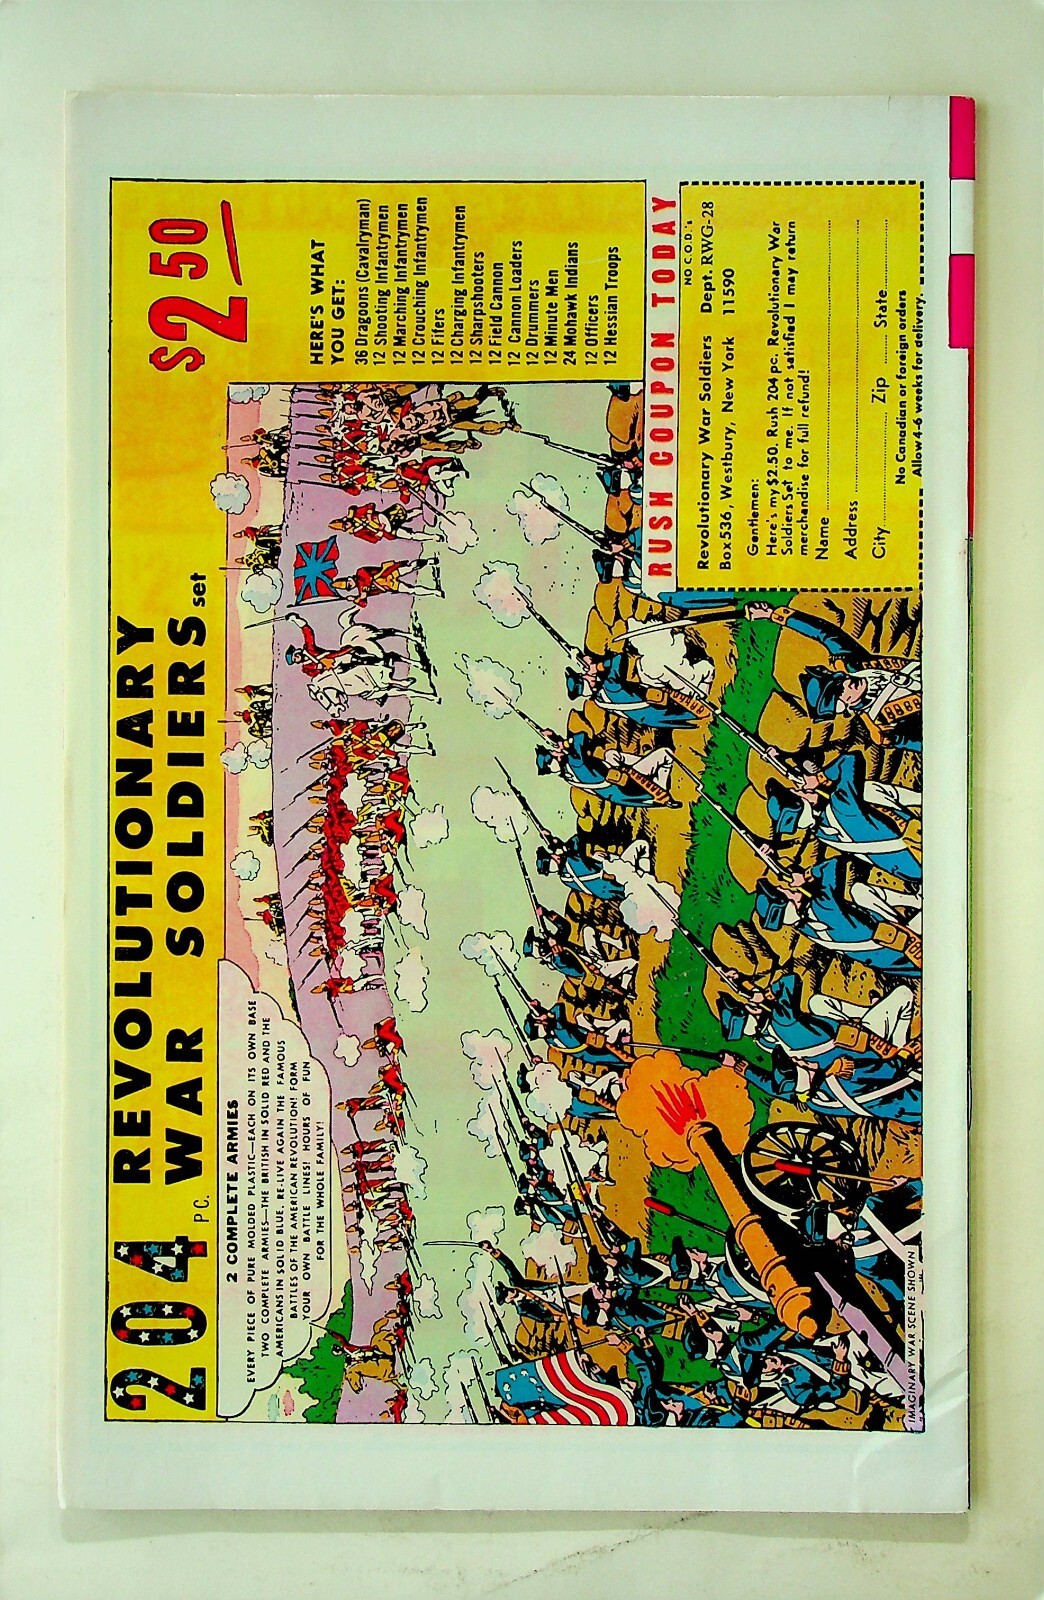 204 PC. REVOLUTIONARY
WAR SOLDIERS set
$2 50
2 COMPLETE ARMIES
EVERY PIECE OF PURE MOLDED PLASTIC—EACH ON ITS OWN BASE
TWO COMPLETE ARMIES—THE BRITISH IN SOLID RED AND THE
AMERICANS IN SOLID BLUE. RE-LIVE AGAIN THE FAMOUS
BATTLES OF THE AMERICAN REVOLUTION! FORM
YOUR OWN BATTLE LINES! HOURS OF FUN
FOR THE WHOLE FAMILY!
HERE'S WHAT
YOU GET:
36 Dragoons (Cavalryman)
12 Shooting Infantrymen
12 Marching Infantrymen
12 Crouching Infantrymen
12 Fifers
12 Charging Infantrymen
12 Sharpshooters
12 Field Cannon
12 Cannon Loaders
12 Drummers
12 Minute Men
24 Mohawk Indians
12 Officers
12 Hessian Troops
RUSH COUPON TODAY
NO C.O.D.'s
Revolutionary War Soldiers Dept. RWG-28
Box 536, Westbury, New York 11590
Gentlemen:
Here's my $2.50. Rush 204 pc. Revolutionary War
Soldiers Set to me. If not satisfied I may return
merchandise for full refund!
Name
Address
City Zip State
No Canadian or foreign orders
Allow 4-6 weeks for delivery.
IMAGINARY WAR SCENE SHOWN